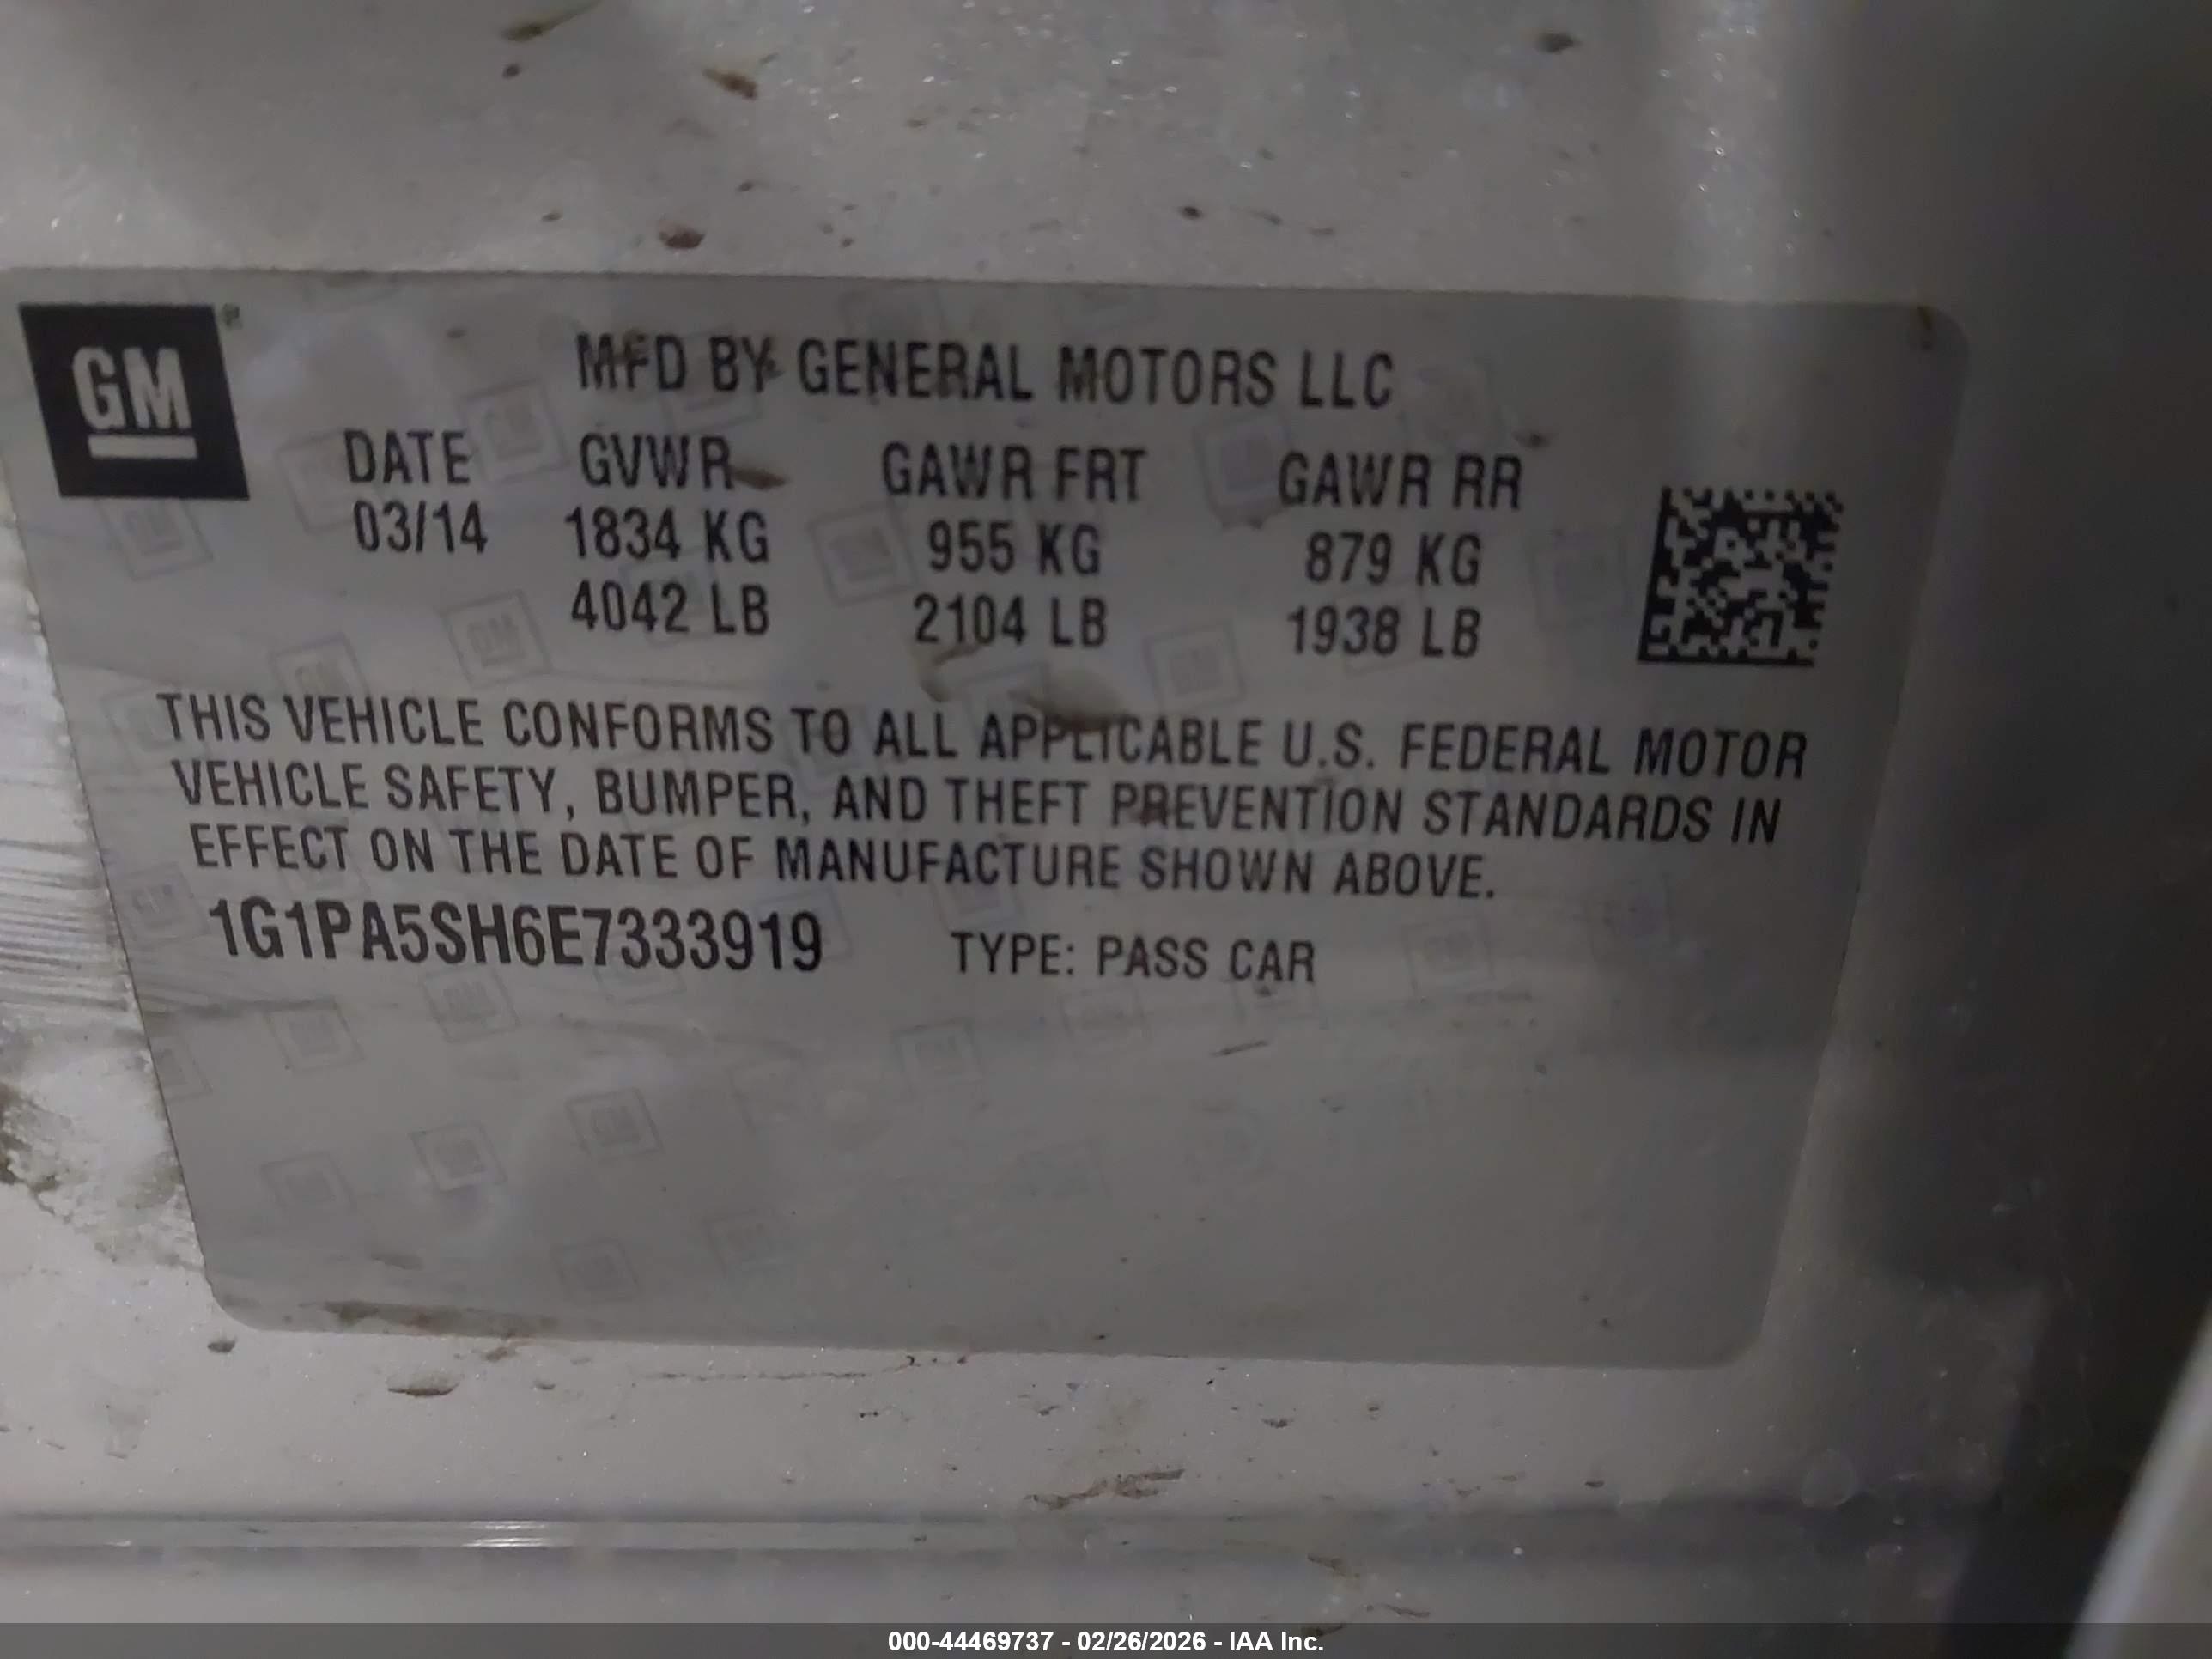 GM
MFD BY GENERAL MOTORS LLC
DATE GVWR GAWR FRT GAWR RR
03/14 1834 KG 955 KG 879 KG
4042 LB 2104 LB 1938 LB
THIS VEHICLE CONFORMS TO ALL APPLICABLE U.S. FEDERAL MOTOR
VEHICLE SAFETY, BUMPER, AND THEFT PREVENTION STANDARDS IN
EFFECT ON THE DATE OF MANUFACTURE SHOWN ABOVE.
1G1PA5SH6E7333919 TYPE: PASS CAR
000-44469737 - 02/26/2026 - IAA Inc.